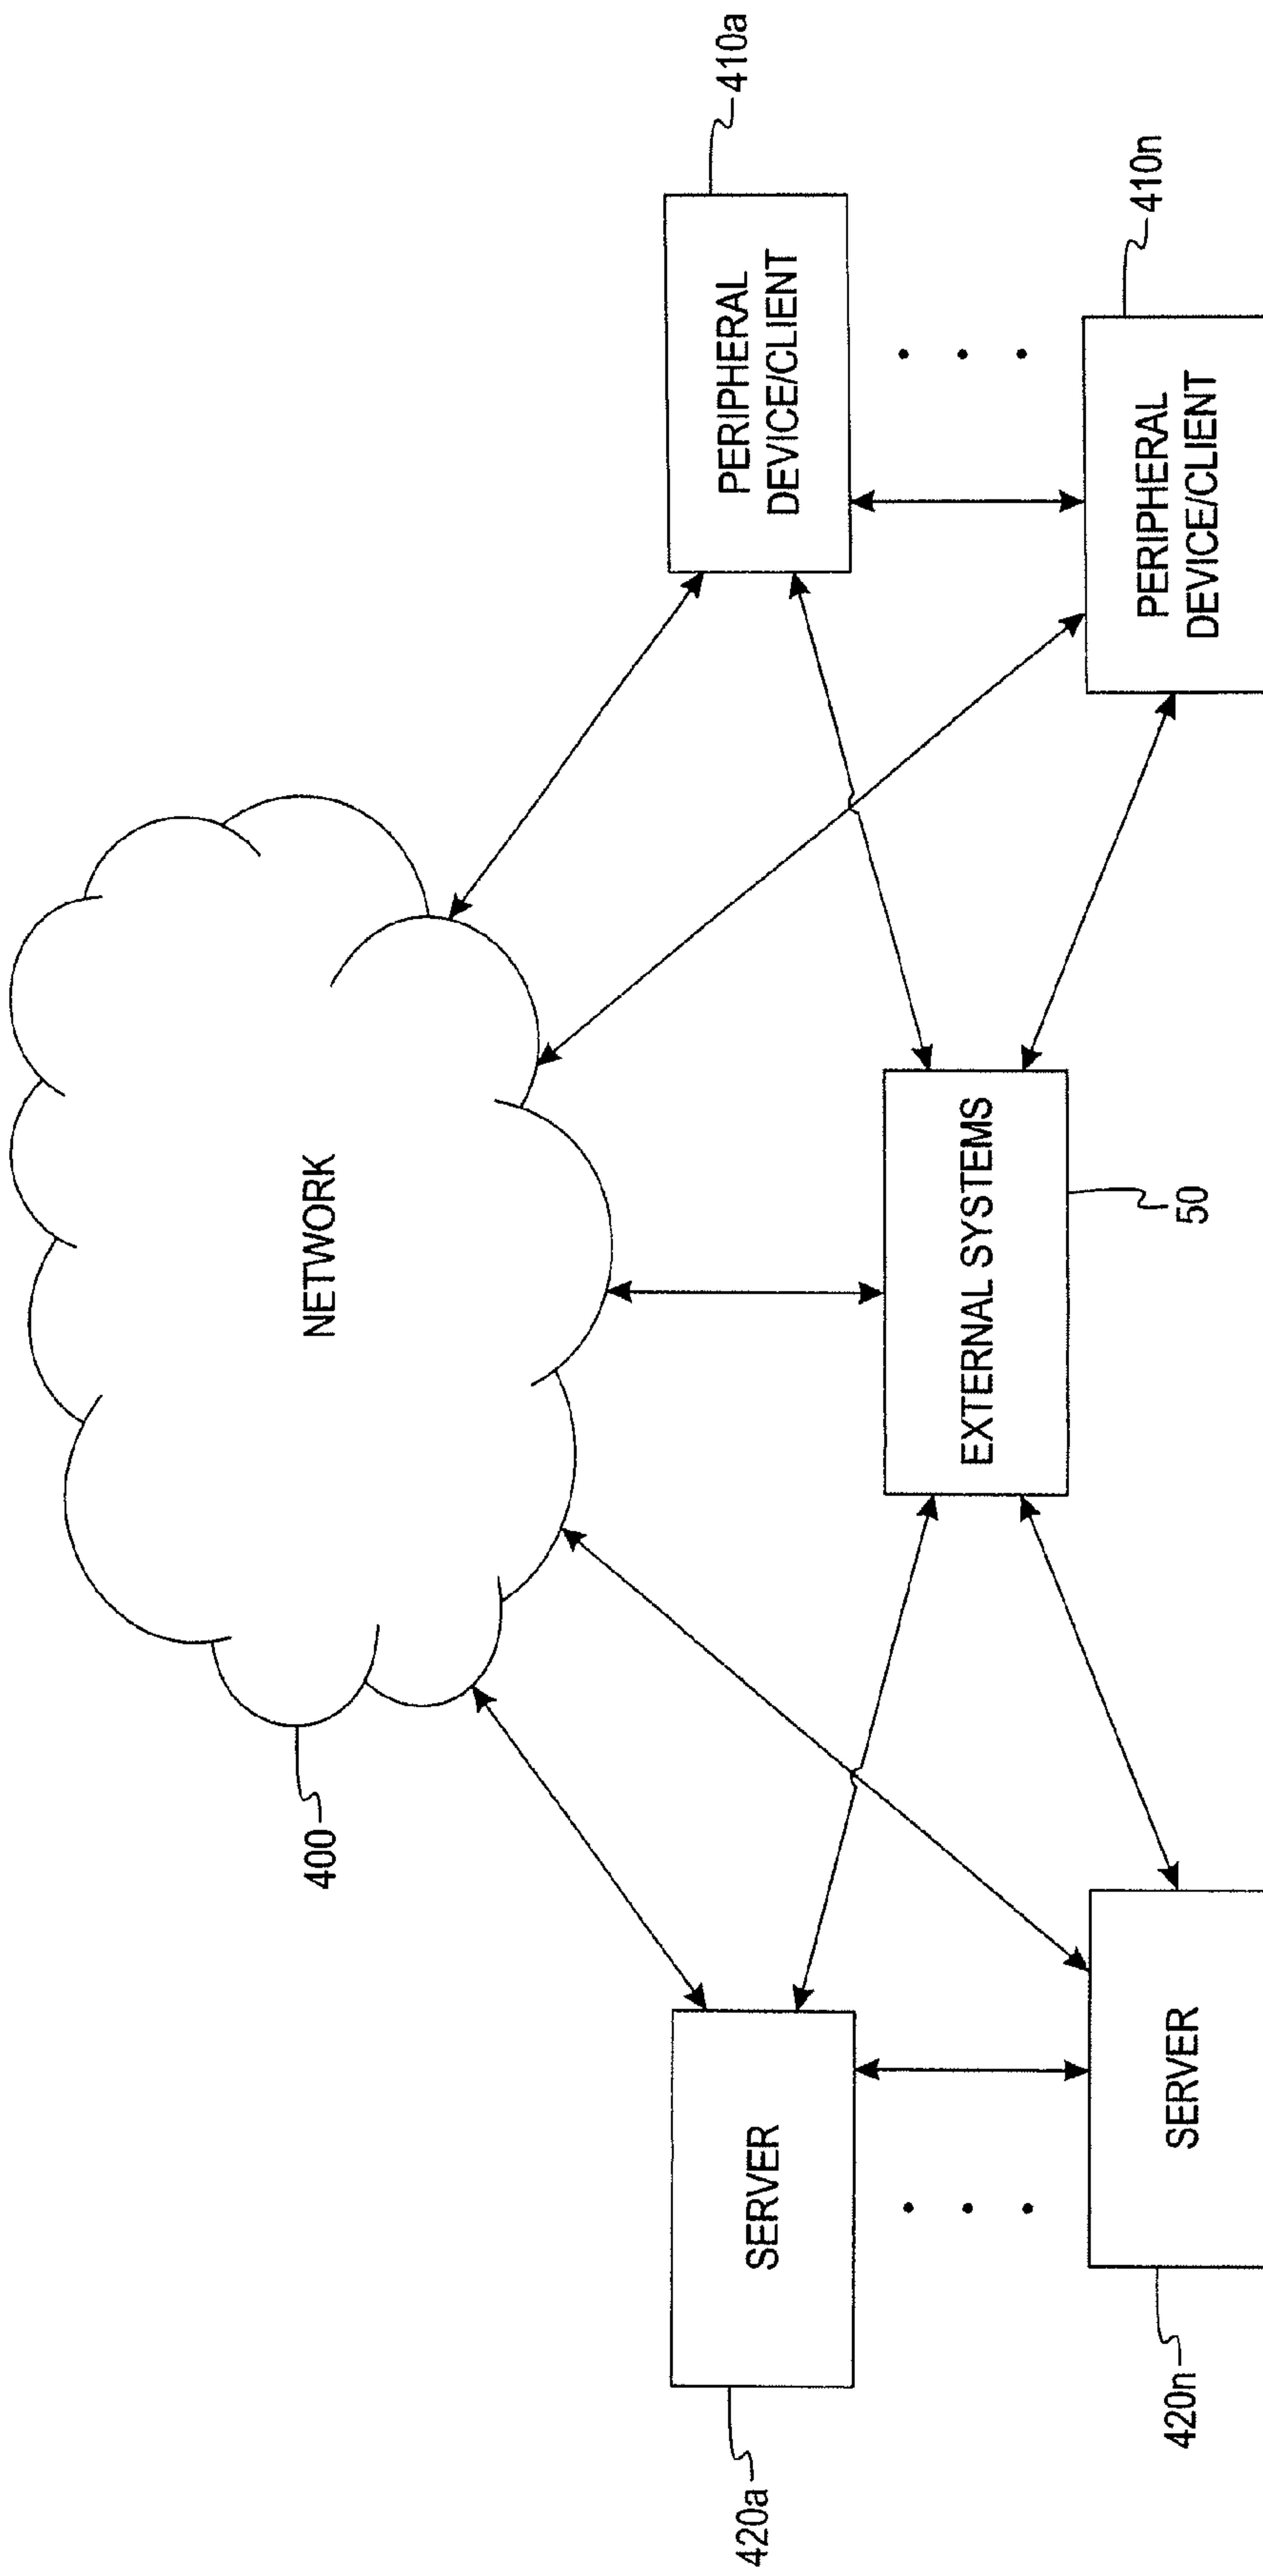 NETWORK
400
420a
SERVER
420n
SERVER
EXTERNAL SYSTEMS
50
PERIPHERAL
DEVICE/CLIENT
410a
PERIPHERAL
DEVICE/CLIENT
410n